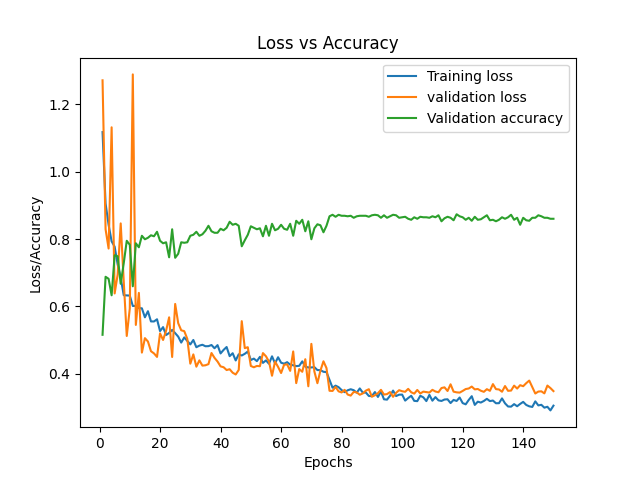 Loss vs Accuracy
Training loss
validation loss
Validation accuracy
Loss/Accuracy
1.2
1.0
0.8
0.6
0.4
0 20 40 60 80 100 120 140
Epochs